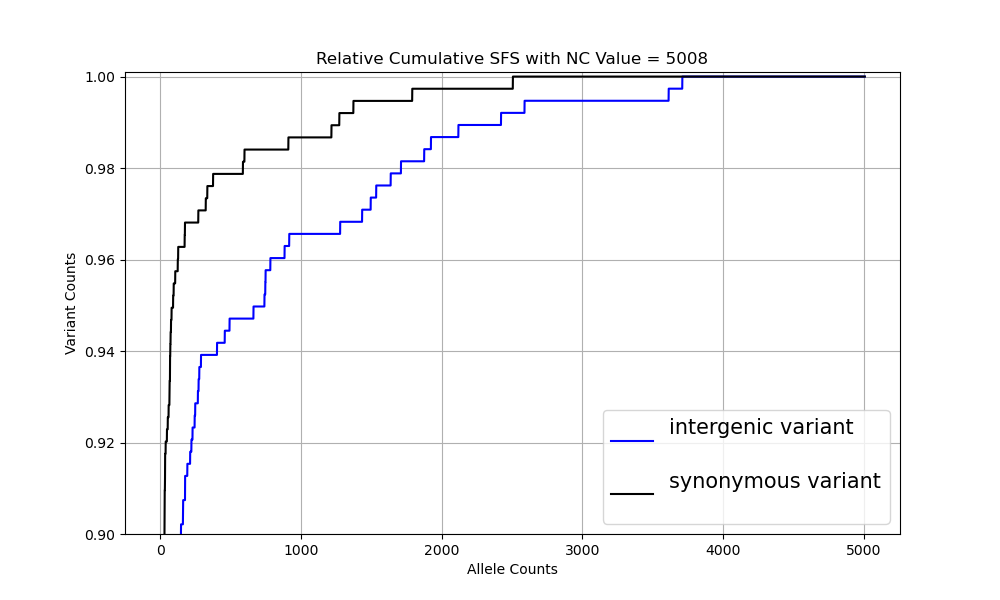 Relative Cumulative SFS with NC Value = 5008
Variant Counts
1.00
0.98
0.96
0.94
0.92
0.90
intergenic variant
synonymous variant
0
1000
2000
3000
4000
5000
Allele Counts